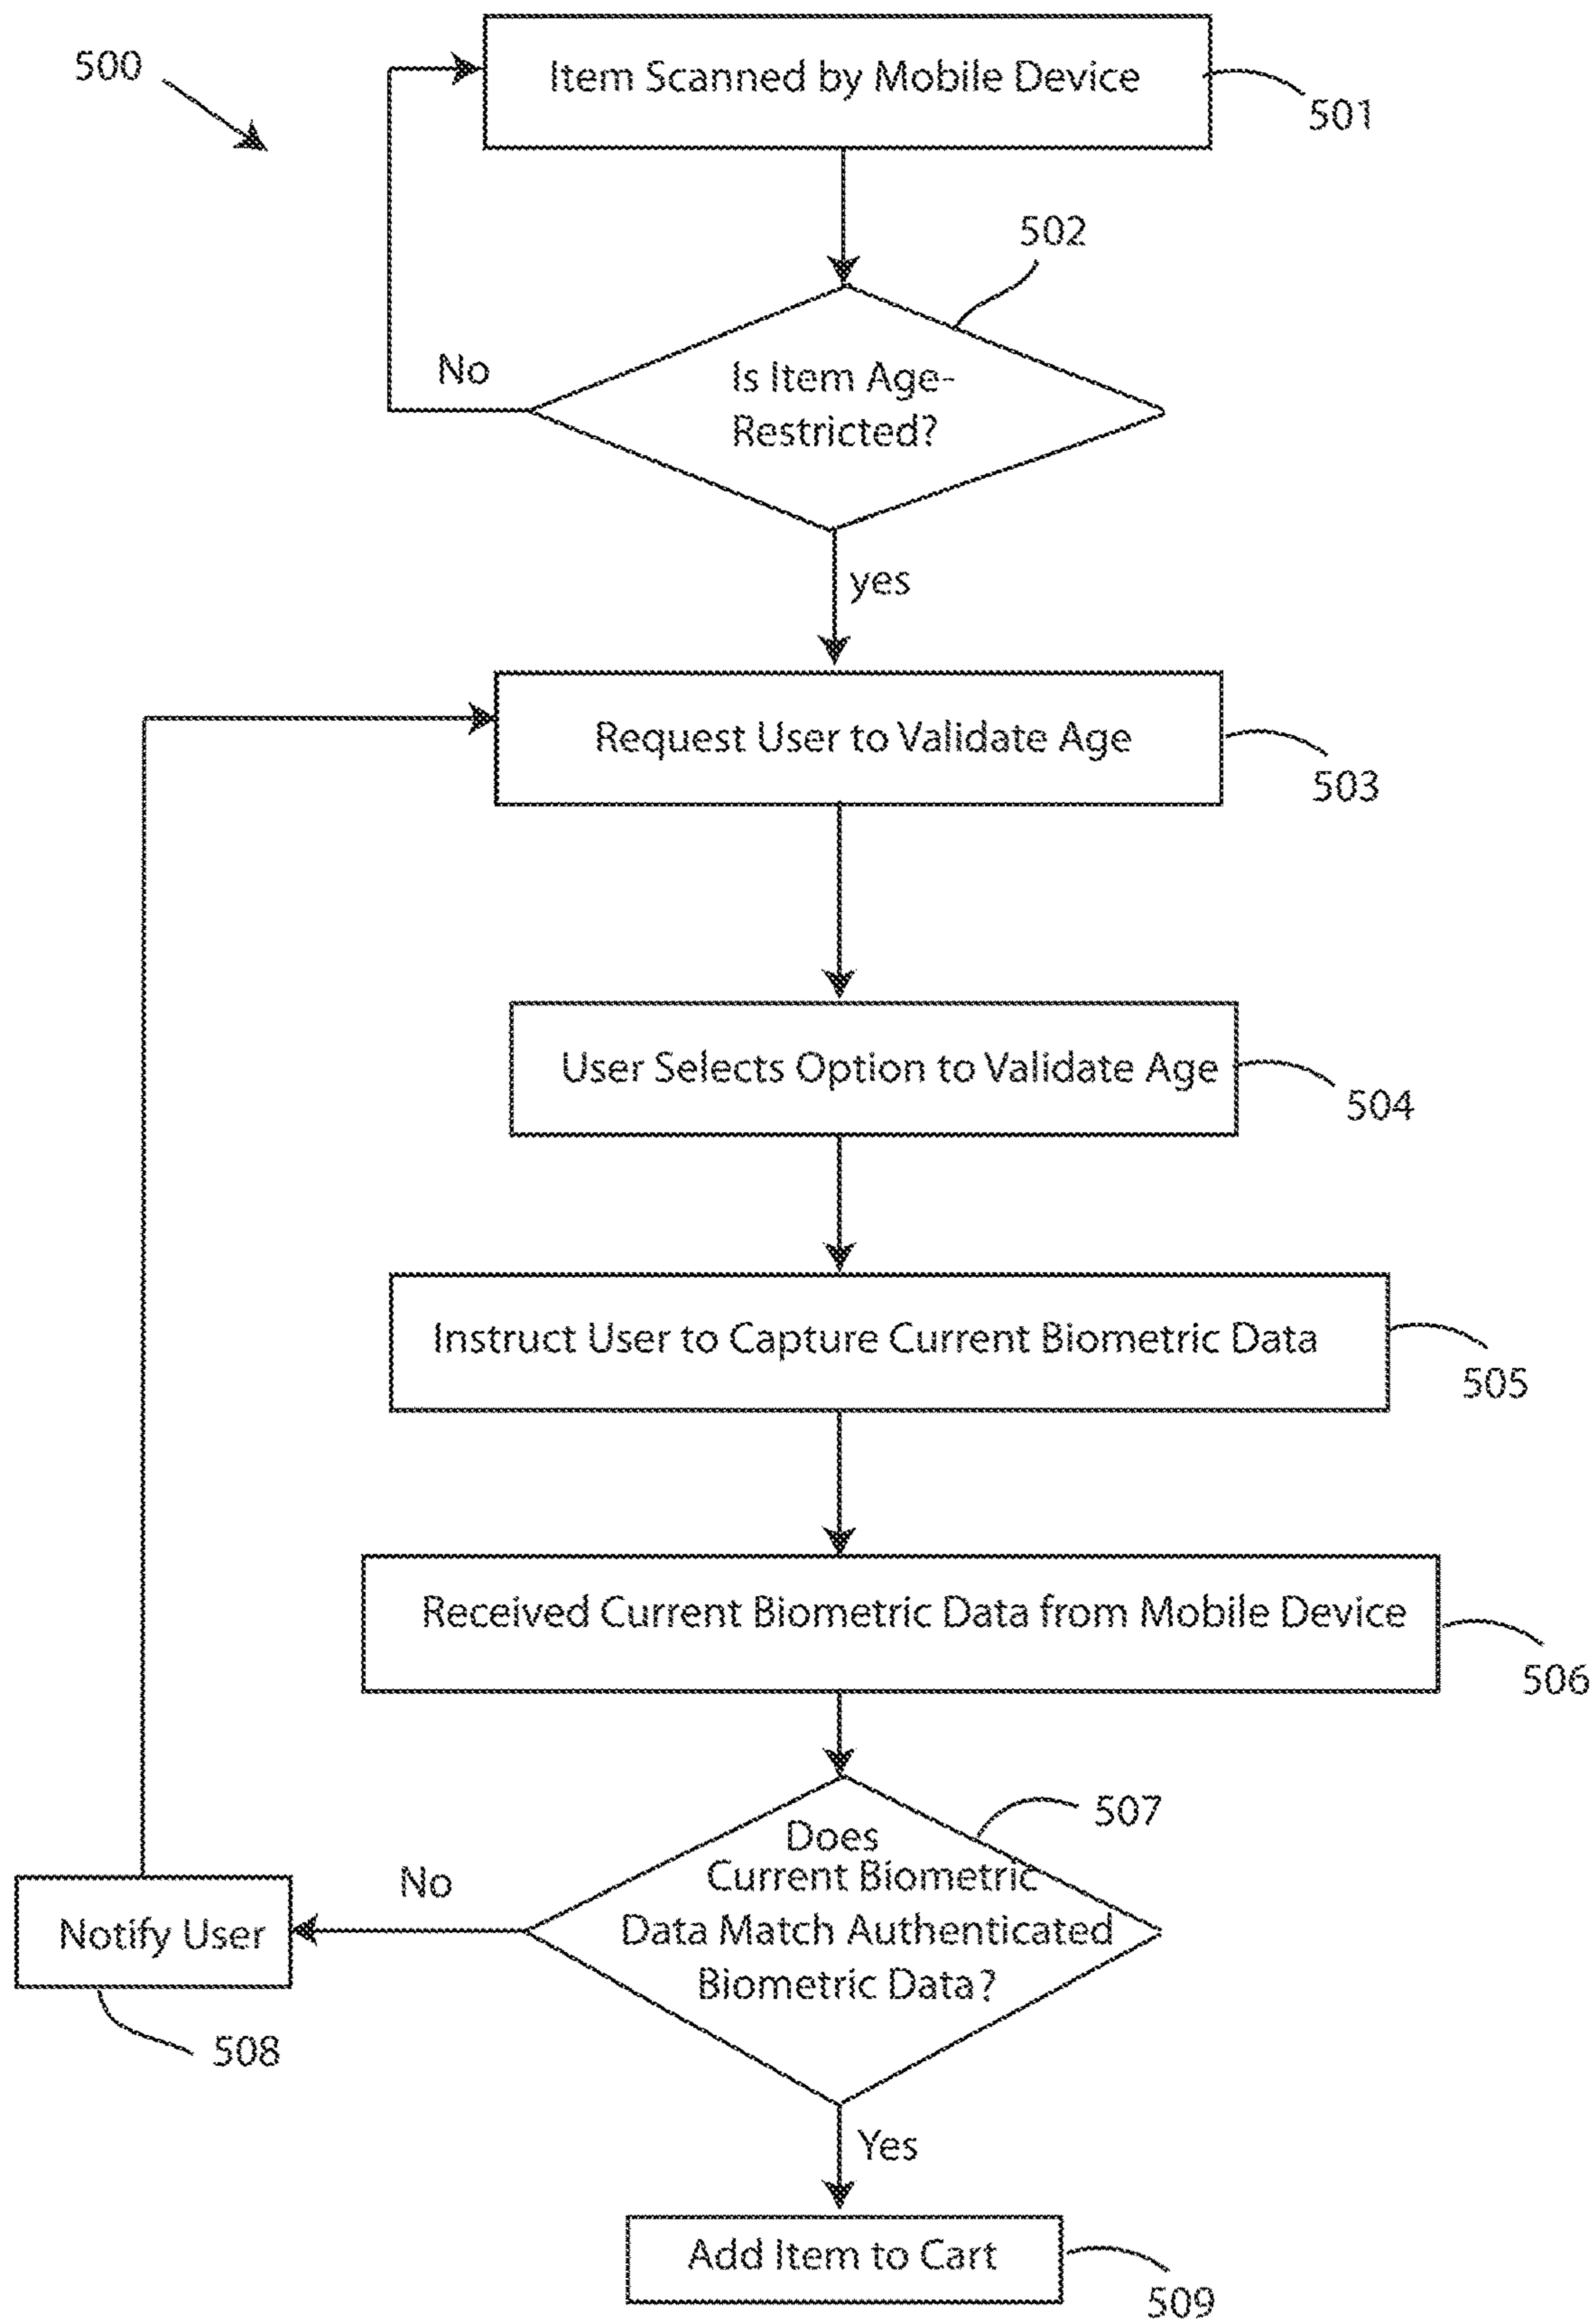 500
Item Scanned by Mobile Device
501
502
No
Is Item Age-
Restricted?
yes
Request User to Validate Age
503
User Selects Option to Validate Age
504
Instruct User to Capture Current Biometric Data
505
Received Current Biometric Data from Mobile Device
506
507
Does
Current Biometric
Data Match Authenticated
Biometric Data?
No
Notify User
508
Yes
Add Item to Cart
509